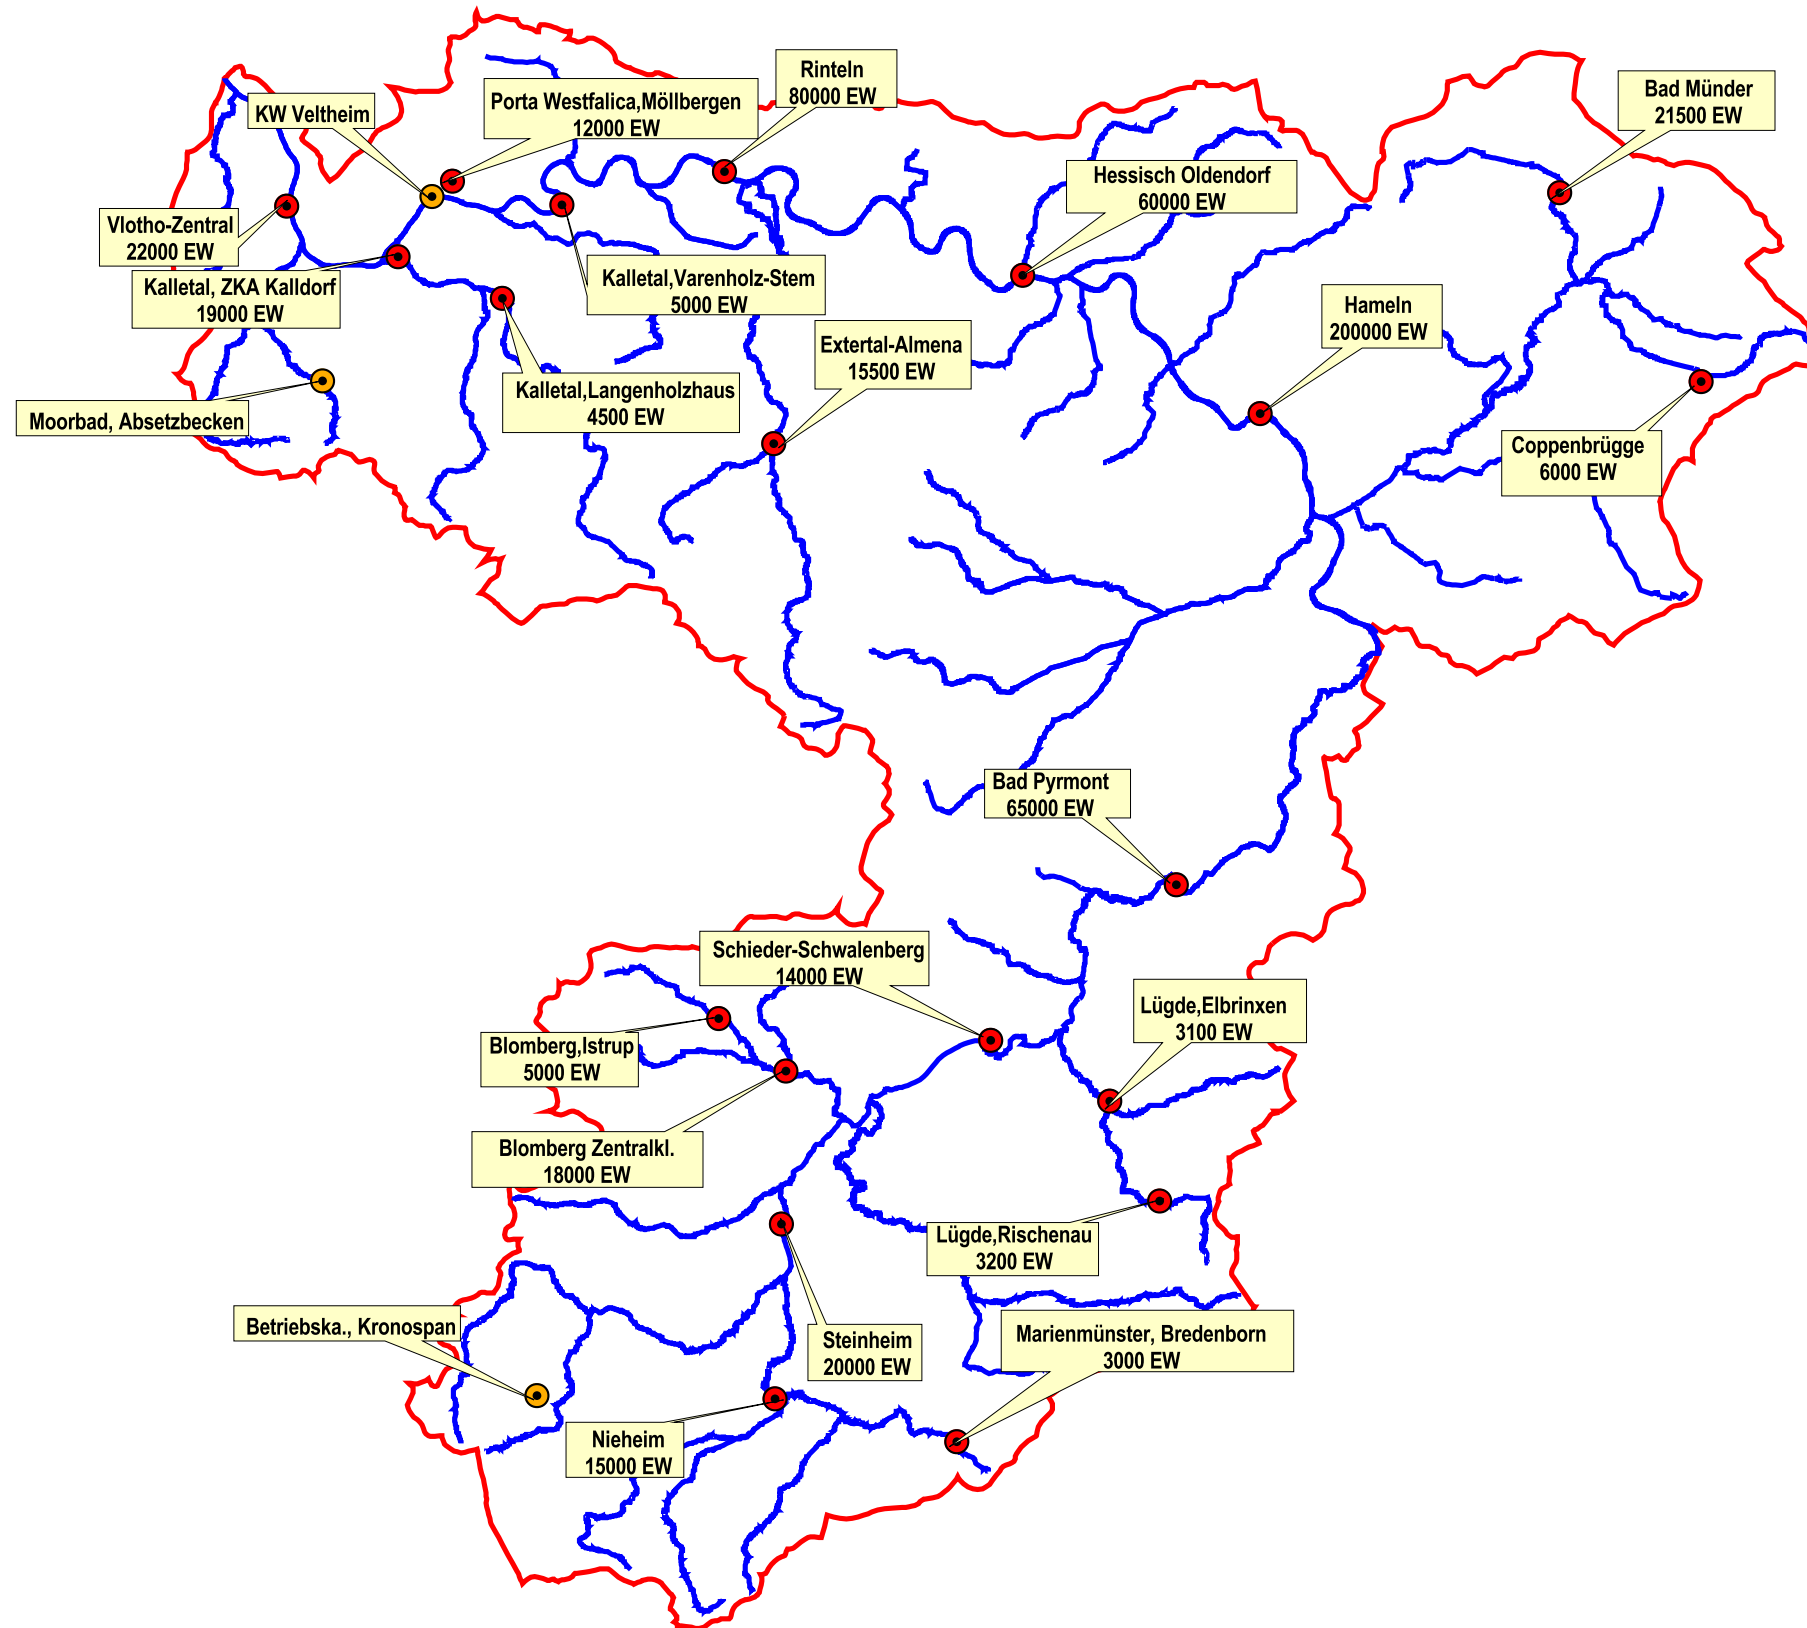 Rinteln
80000 EW
Porta Westfalica,Möllbergen
12000 EW
KW Veltheim
Bad Münder
21500 EW
Hessisch Oldendorf
60000 EW
Vlotho-Zentral
22000 EW
Kalletal, ZKA Kalldorf
19000 EW
Kalletal,Varenholz-Stem
5000 EW
Hameln
200000 EW
Extertal-Almena
15500 EW
Kalletal,Langenholzhaus
4500 EW
Moorbad, Absetzbecken
Coppenbrügge
6000 EW
Bad Pyrmont
65000 EW
Schieder-Schwalenberg
14000 EW
Lügde,Elbrinxen
3100 EW
Blomberg,Istrup
5000 EW
Blomberg Zentralkl.
18000 EW
Lügde,Rischenau
3200 EW
Betriebska., Kronospan
Steinheim
20000 EW
Marienmünster, Bredenborn
3000 EW
Nieheim
15000 EW